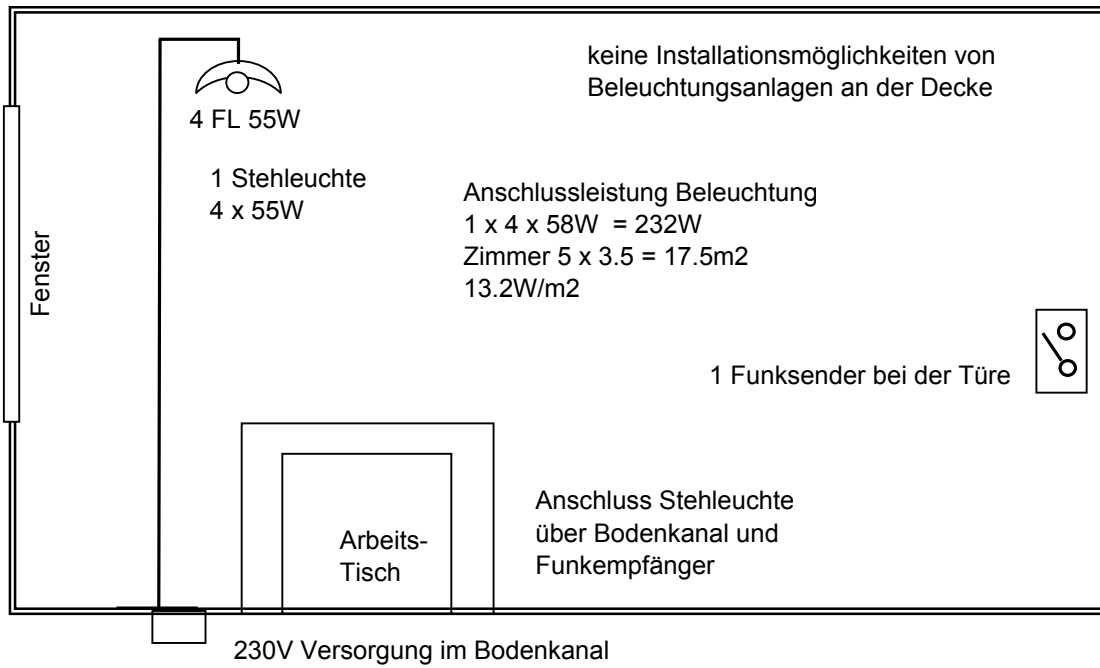 keine Installationsmöglichkeiten von
Beleuchtungsanlagen an der Decke
4 FL 55W
1 Stehleuchte
4 x 55W
Anschlussleistung Beleuchtung
1 x 4 x 58W = 232W
Zimmer 5 x 3.5 = 17.5m2
13.2W/m2
Fenster
1 Funksender bei der Türe
Anschluss Stehleuchte
über Bodenkanal und
Funkempfänger
Arbeits-
Tisch
230V Versorgung im Bodenkanal